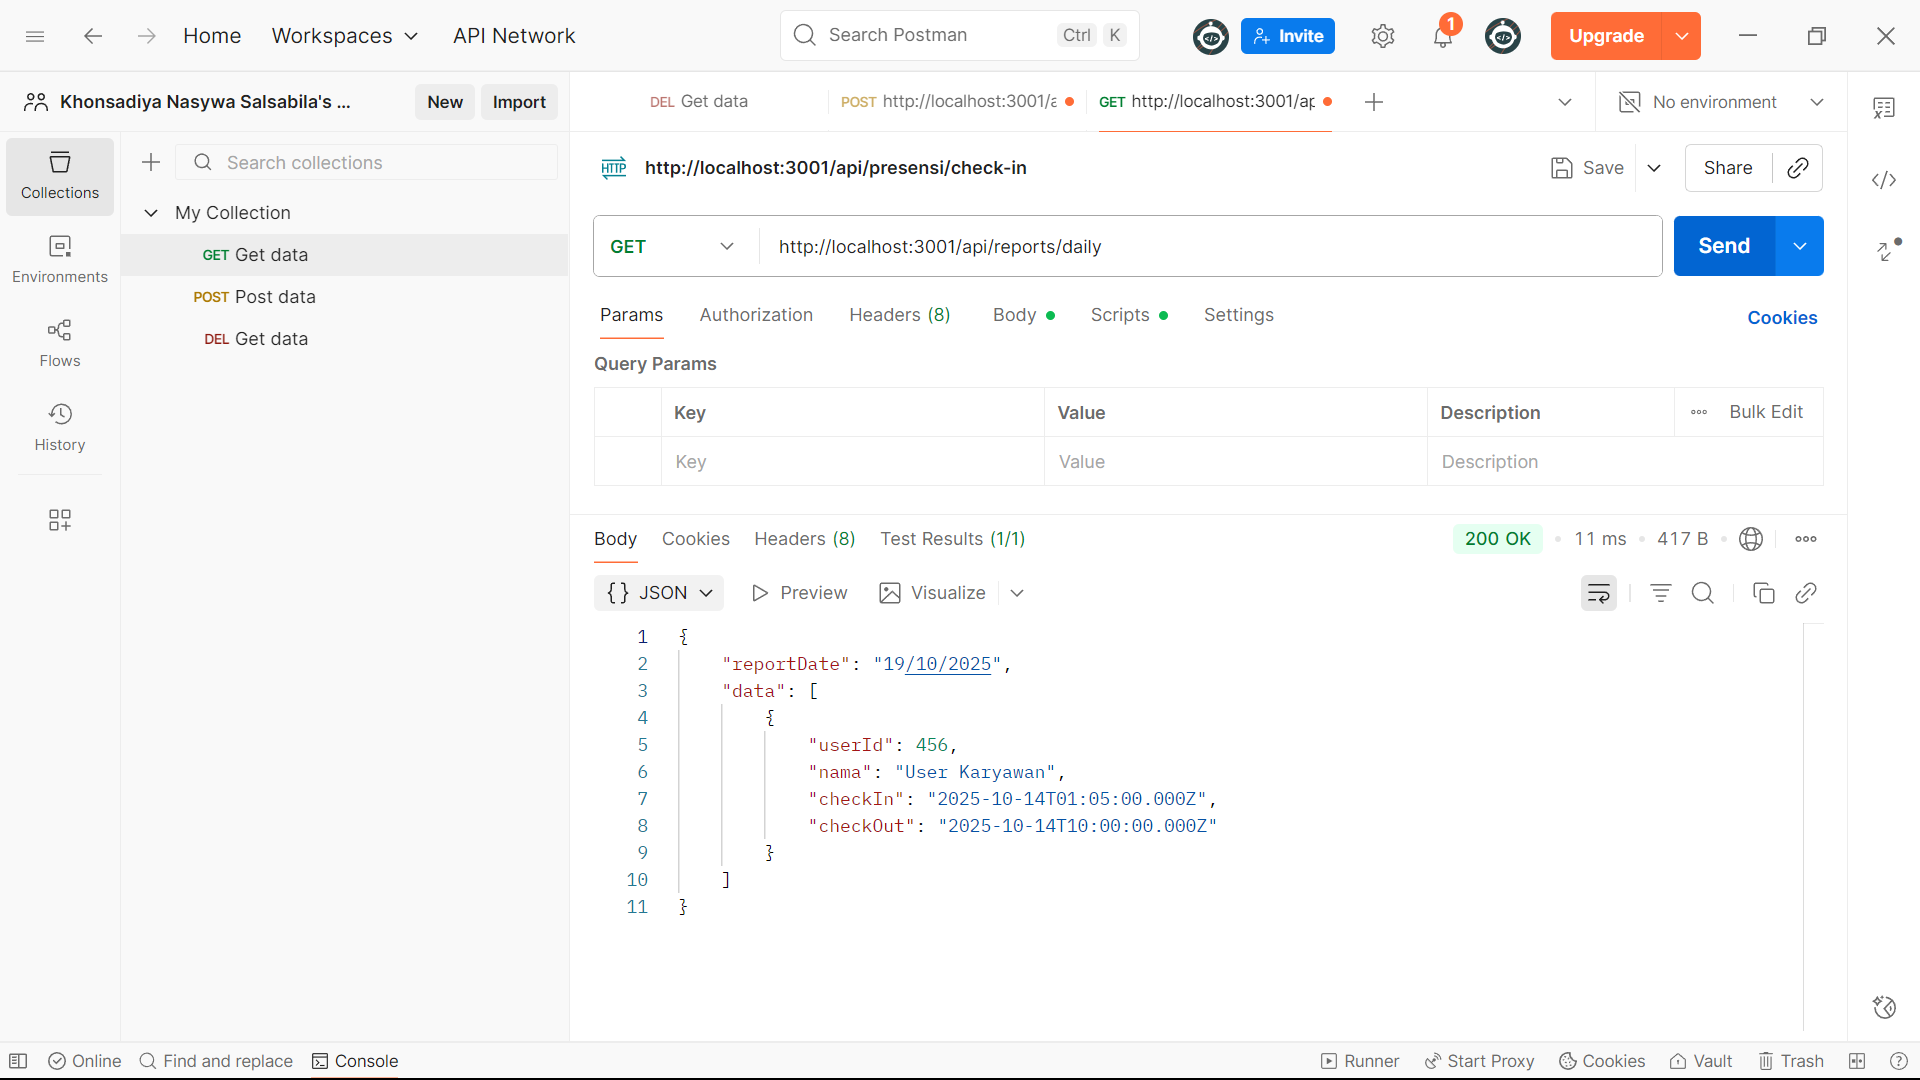 Home
Workspaces
API Network
Search Postman
Ctrl K
Invite
1
Upgrade
Khonsadiya Nasywa Salsabila's ...
New
Import
DEL Get data
POST http://localhost:3001/a
GET http://localhost:3001/ap
No environment
Collections
Environments
Flows
History
Search collections
My Collection
GET Get data
POST Post data
DEL Get data
HTTP http://localhost:3001/api/presensi/check-in
Save
Share
GET
http://localhost:3001/api/reports/daily
Send
Params
Authorization
Headers (8)
Body
Scripts
Settings
Cookies
Query Params
Key
Value
Description
Bulk Edit
Key
Value
Description
Body
Cookies
Headers (8)
Test Results (1/1)
200 OK
11 ms
417 B
{} JSON
Preview
Visualize
1 {
2 "reportDate": "19/10/2025",
3 "data": [
4 {
5 "userId": 456,
6 "nama": "User Karyawan",
7 "checkIn": "2025-10-14T01:05:00.000Z",
8 "checkOut": "2025-10-14T10:00:00.000Z"
9 }
10 ]
11 }
Online
Find and replace
Console
Runner
Start Proxy
Cookies
Vault
Trash